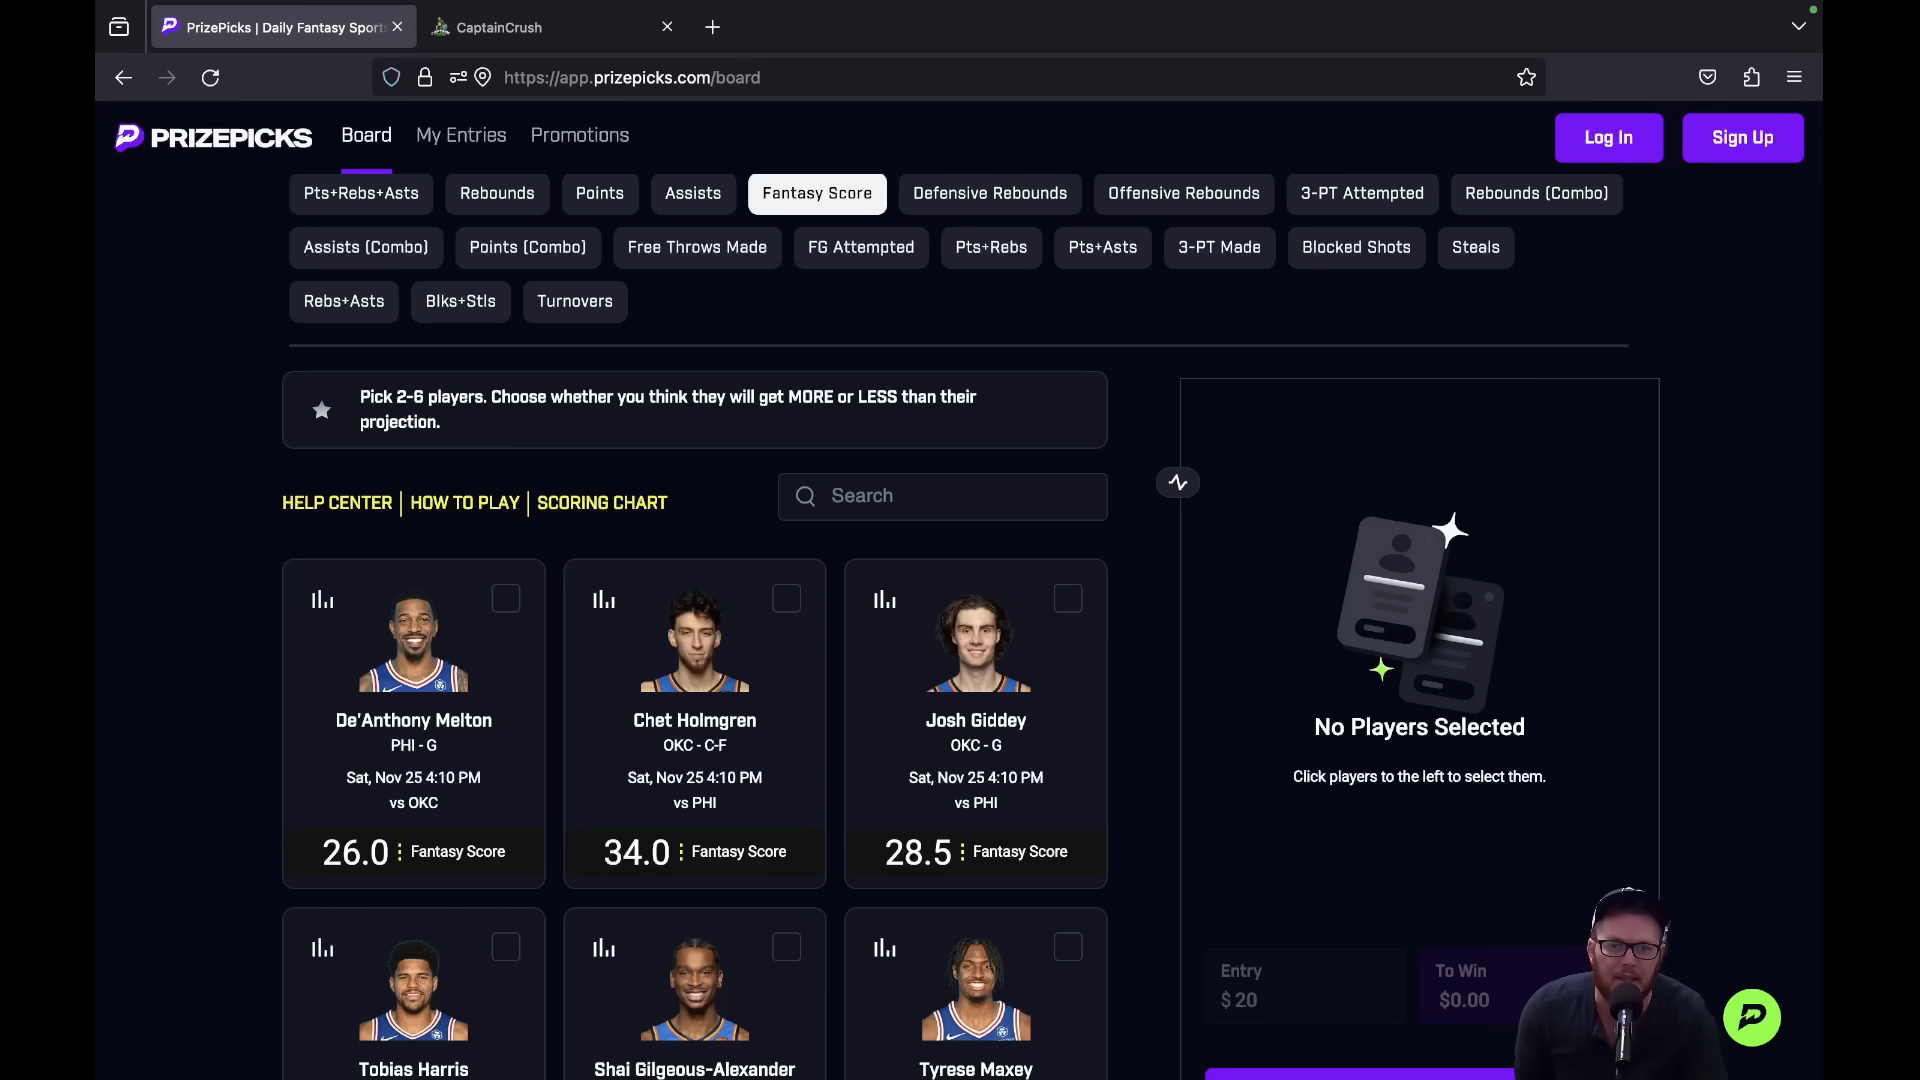 PrizePicks | Daily Fantasy Sports
CaptainCrush
https://app.prizepicks.com/board
PRIZEPICKS
Board
My Entries
Promotions
Log In
Sign Up
Pts+Rebs+Asts
Rebounds
Points
Assists
Fantasy Score
Defensive Rebounds
Offensive Rebounds
3-PT Attempted
Rebounds (Combo)
Assists (Combo)
Points (Combo)
Free Throws Made
FG Attempted
Pts+Rebs
Pts+Asts
3-PT Made
Blocked Shots
Steals
Rebs+Asts
Blks+Stls
Turnovers
Pick 2-6 players. Choose whether you think they will get MORE or LESS than their
projection.
HELP CENTER | HOW TO PLAY | SCORING CHART
Search
De'Anthony Melton
PHI - G
Sat, Nov 25 4:10 PM
vs OKC
26.0 Fantasy Score
Chet Holmgren
OKC - C-F
Sat, Nov 25 4:10 PM
vs PHI
34.0 Fantasy Score
Josh Giddey
OKC - G
Sat, Nov 25 4:10 PM
vs PHI
28.5 Fantasy Score
Tobias Harris
Shai Gilgeous-Alexander
Tyrese Maxey
No Players Selected
Click players to the left to select them.
Entry
$ 20
To Win
$0.00